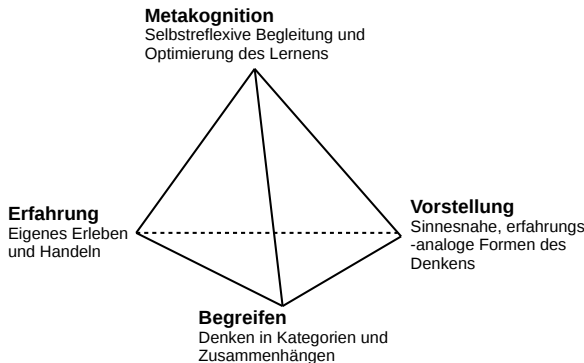 Metakognition
Selbstreflexive Begleitung und
Optimierung des Lernens
Erfahrung
Eigenes Erleben
und Handeln
Vorstellung
Sinnesnahe, erfahrungs
-analoge Formen des
Denkens
Begreifen
Denken in Kategorien und
Zusammenhängen